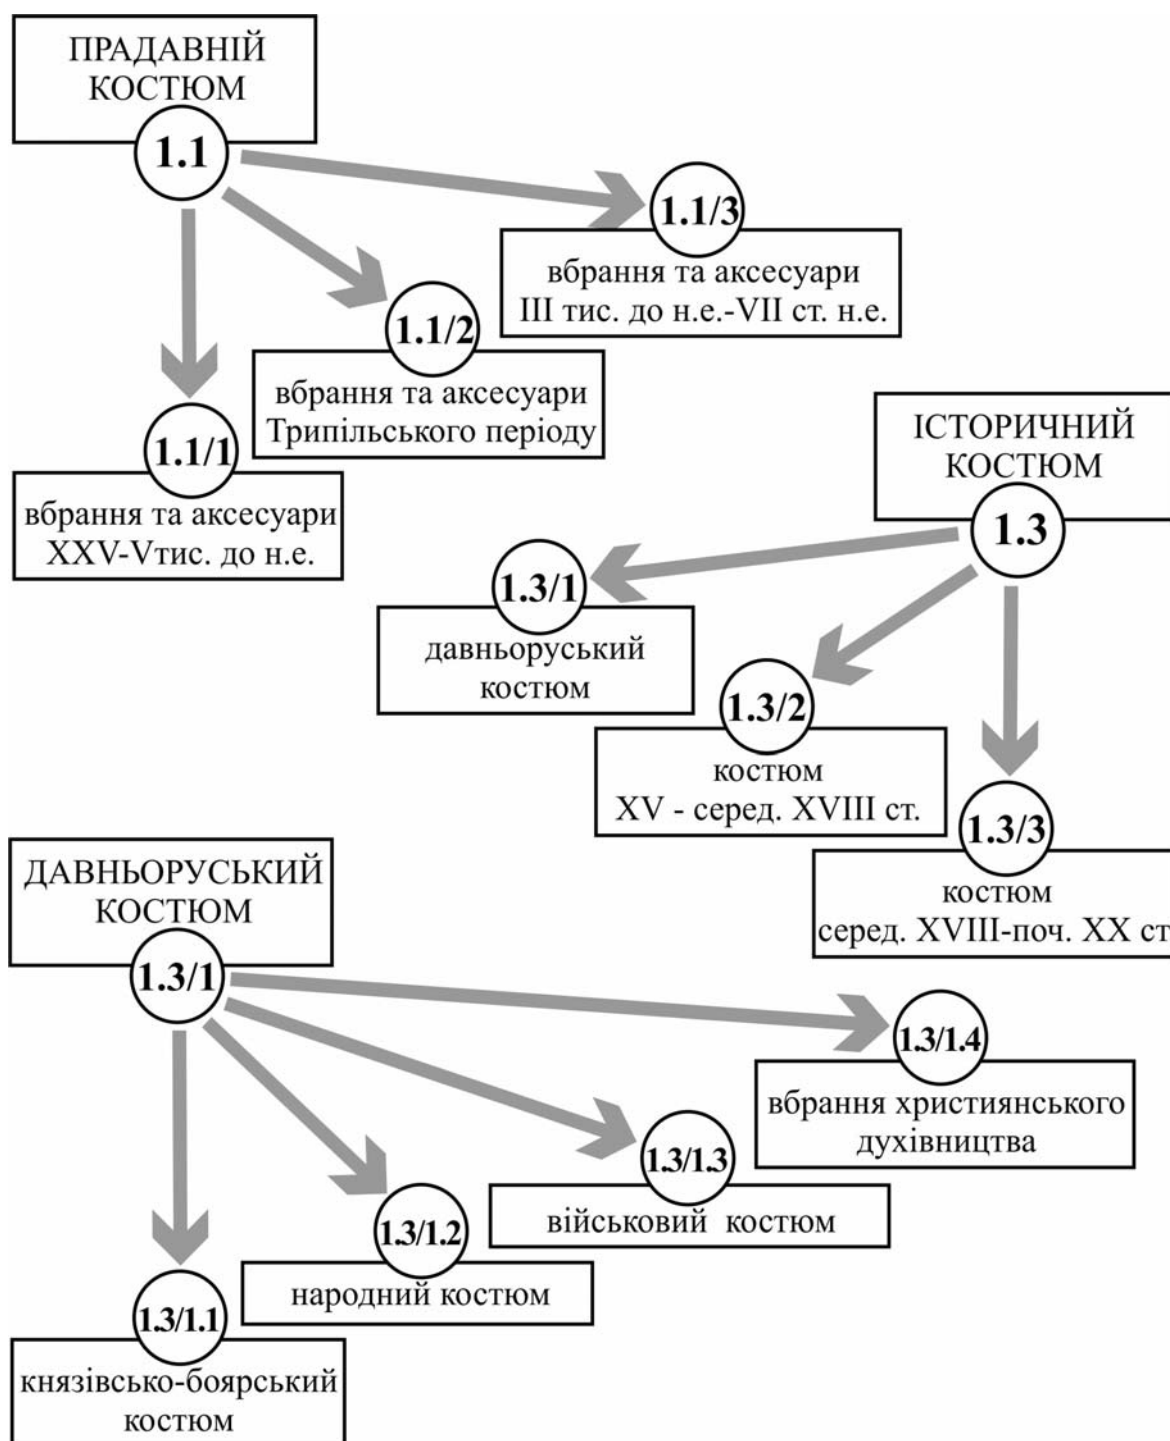 ПРАДАВНІЙ
КОСТЮМ
1.1
1.1/3
вбрання та аксесуари
III тис. до н.е.-VII ст. н.е.
1.1/2
вбрання та аксесуари
Трипільського періоду
1.1/1
вбрання та аксесуари
XXV-Vтис. до н.е.
ІСТОРИЧНИЙ
КОСТЮМ
1.3
1.3/1
давньоруський
костюм
1.3/2
костюм
XV - серед. XVIII ст.
1.3/3
костюм
серед. XVIII-поч. XX ст
ДАВНЬОРУСЬКИЙ
КОСТЮМ
1.3/1
1.3/1.4
вбрання християнського
духівництва
1.3/1.3
військовий костюм
1.3/1.2
народний костюм
1.3/1.1
князівсько-боярський
костюм